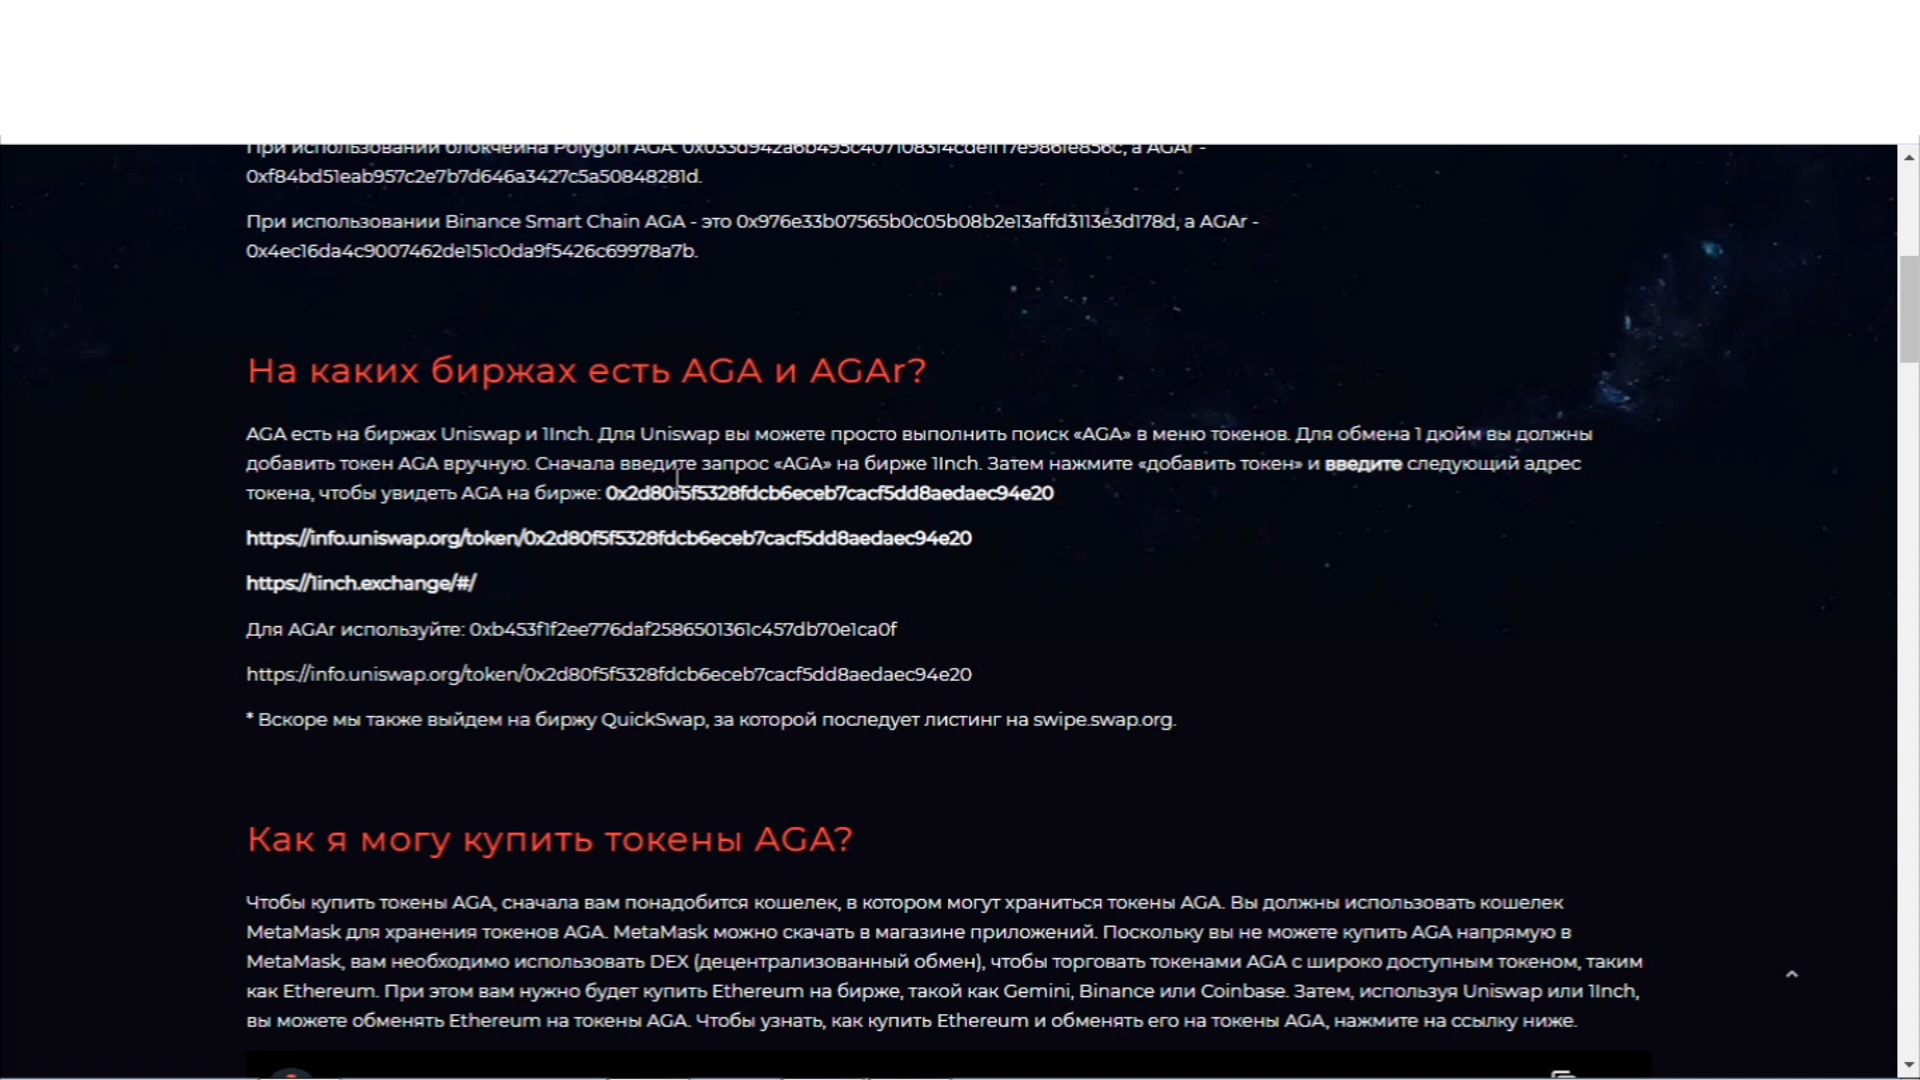 При использовании блокчейна Polygon AGA: 0x033d942a6b495c4071083f4cde1f17e986fe856c, а AGAr -
0xf84bd51eab957c2e7b7d646a3427c5a50848281d.
При использовании Binance Smart Chain AGA - это 0x976e33b07565b0c05b08b2e13affd3113e3d178d, а AGAr -
0x4ec16da4c9007462de151c0da9f5426c69978a7b.
На каких биржах есть AGA и AGAr?
AGA есть на биржах Uniswap и 1Inch. Для Uniswap вы можете просто выполнить поиск «AGA» в меню токенов. Для обмена 1 дюйм вы должны
добавить токен AGA вручную. Сначала введите запрос «AGA» на бирже 1Inch. Затем нажмите «добавить токен» и введите следующий адрес
токена, чтобы увидеть AGA на бирже: 0x2d80f5f5328fdcb6eceb7cacf5dd8aedaec94e20
https://info.uniswap.org/token/0x2d80f5f5328fdcb6eceb7cacf5dd8aedaec94e20
https://1inch.exchange/#/
Для AGAr используйте: 0xb453f1f2ee776daf2586501361c457db70e1ca0f
https://info.uniswap.org/token/0x2d80f5f5328fdcb6eceb7cacf5dd8aedaec94e20
* Вскоре мы также выйдем на биржу QuickSwap, за которой последует листинг на swipe.swap.org.
Как я могу купить токены AGA?
Чтобы купить токены AGA, сначала вам понадобится кошелек, в котором могут храниться токены AGA. Вы должны использовать кошелек
MetaMask для хранения токенов AGA. MetaMask можно скачать в магазине приложений. Поскольку вы не можете купить AGA напрямую в
MetaMask, вам необходимо использовать DEX (децентрализованный обмен), чтобы торговать токенами AGA с широко доступным токеном, таким
как Ethereum. При этом вам нужно будет купить Ethereum на бирже, такой как Gemini, Binance или Coinbase. Затем, используя Uniswap или 1Inch,
вы можете обменять Ethereum на токены AGA. Чтобы узнать, как купить Ethereum и обменять его на токены AGA, нажмите на ссылку ниже.